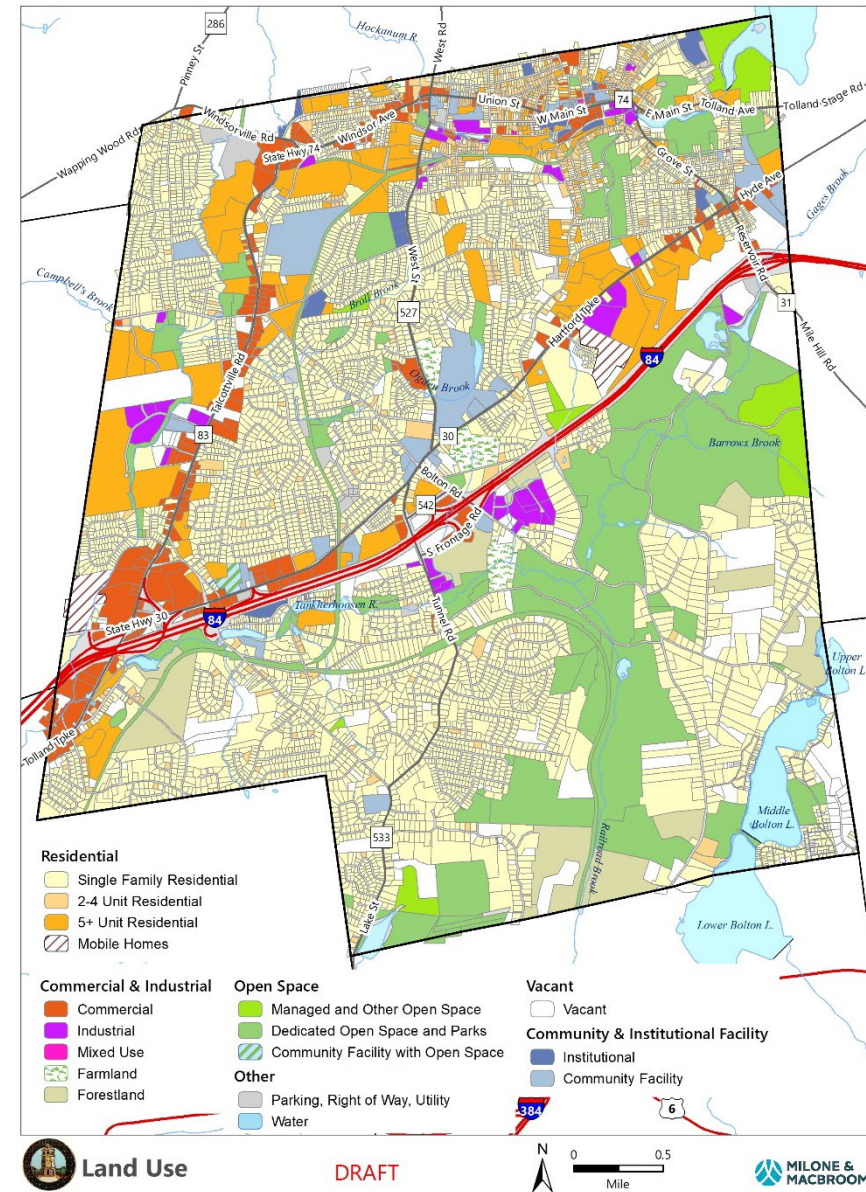 286
Hockanum R.
West Rd
Pinney St
Windsorville Rd
Union St
74
Tolland Stage Rd
Windsor Ave
W Main St
E Main St
Tolland Ave
Wapping Wood Rd
State Hwy 74
Grove St
Hyde Ave
Gages Brook
West St
Reservoir Rd
Campbell's Brook
Broll Brook
31
527
Hartford Tpke
Mile Hill Rd
84
Talcottville Rd
Ogden Brook
83
30
Barrows Brook
Bolton Rd
542
S Frontage Rd
Tankherhoosen R.
84
State Hwy 30
Tunnel Rd
Upper
Bolton L.
Tolland Tpke
Middle
Bolton L.
533
Railroad Brook
Lake St
Lower Bolton L.
Residential
Single Family Residential
2-4 Unit Residential
5+ Unit Residential
Mobile Homes
Commercial & Industrial
Commercial
Industrial
Mixed Use
Farmland
Forestland
Open Space
Managed and Other Open Space
Dedicated Open Space and Parks
Community Facility with Open Space
Other
Parking, Right of Way, Utility
Water
Vacant
Vacant
Community & Institutional Facility
Institutional
Community Facility
384
6
Land Use
DRAFT
N
0 0.5
Mile
MILONE &
MACBROOM